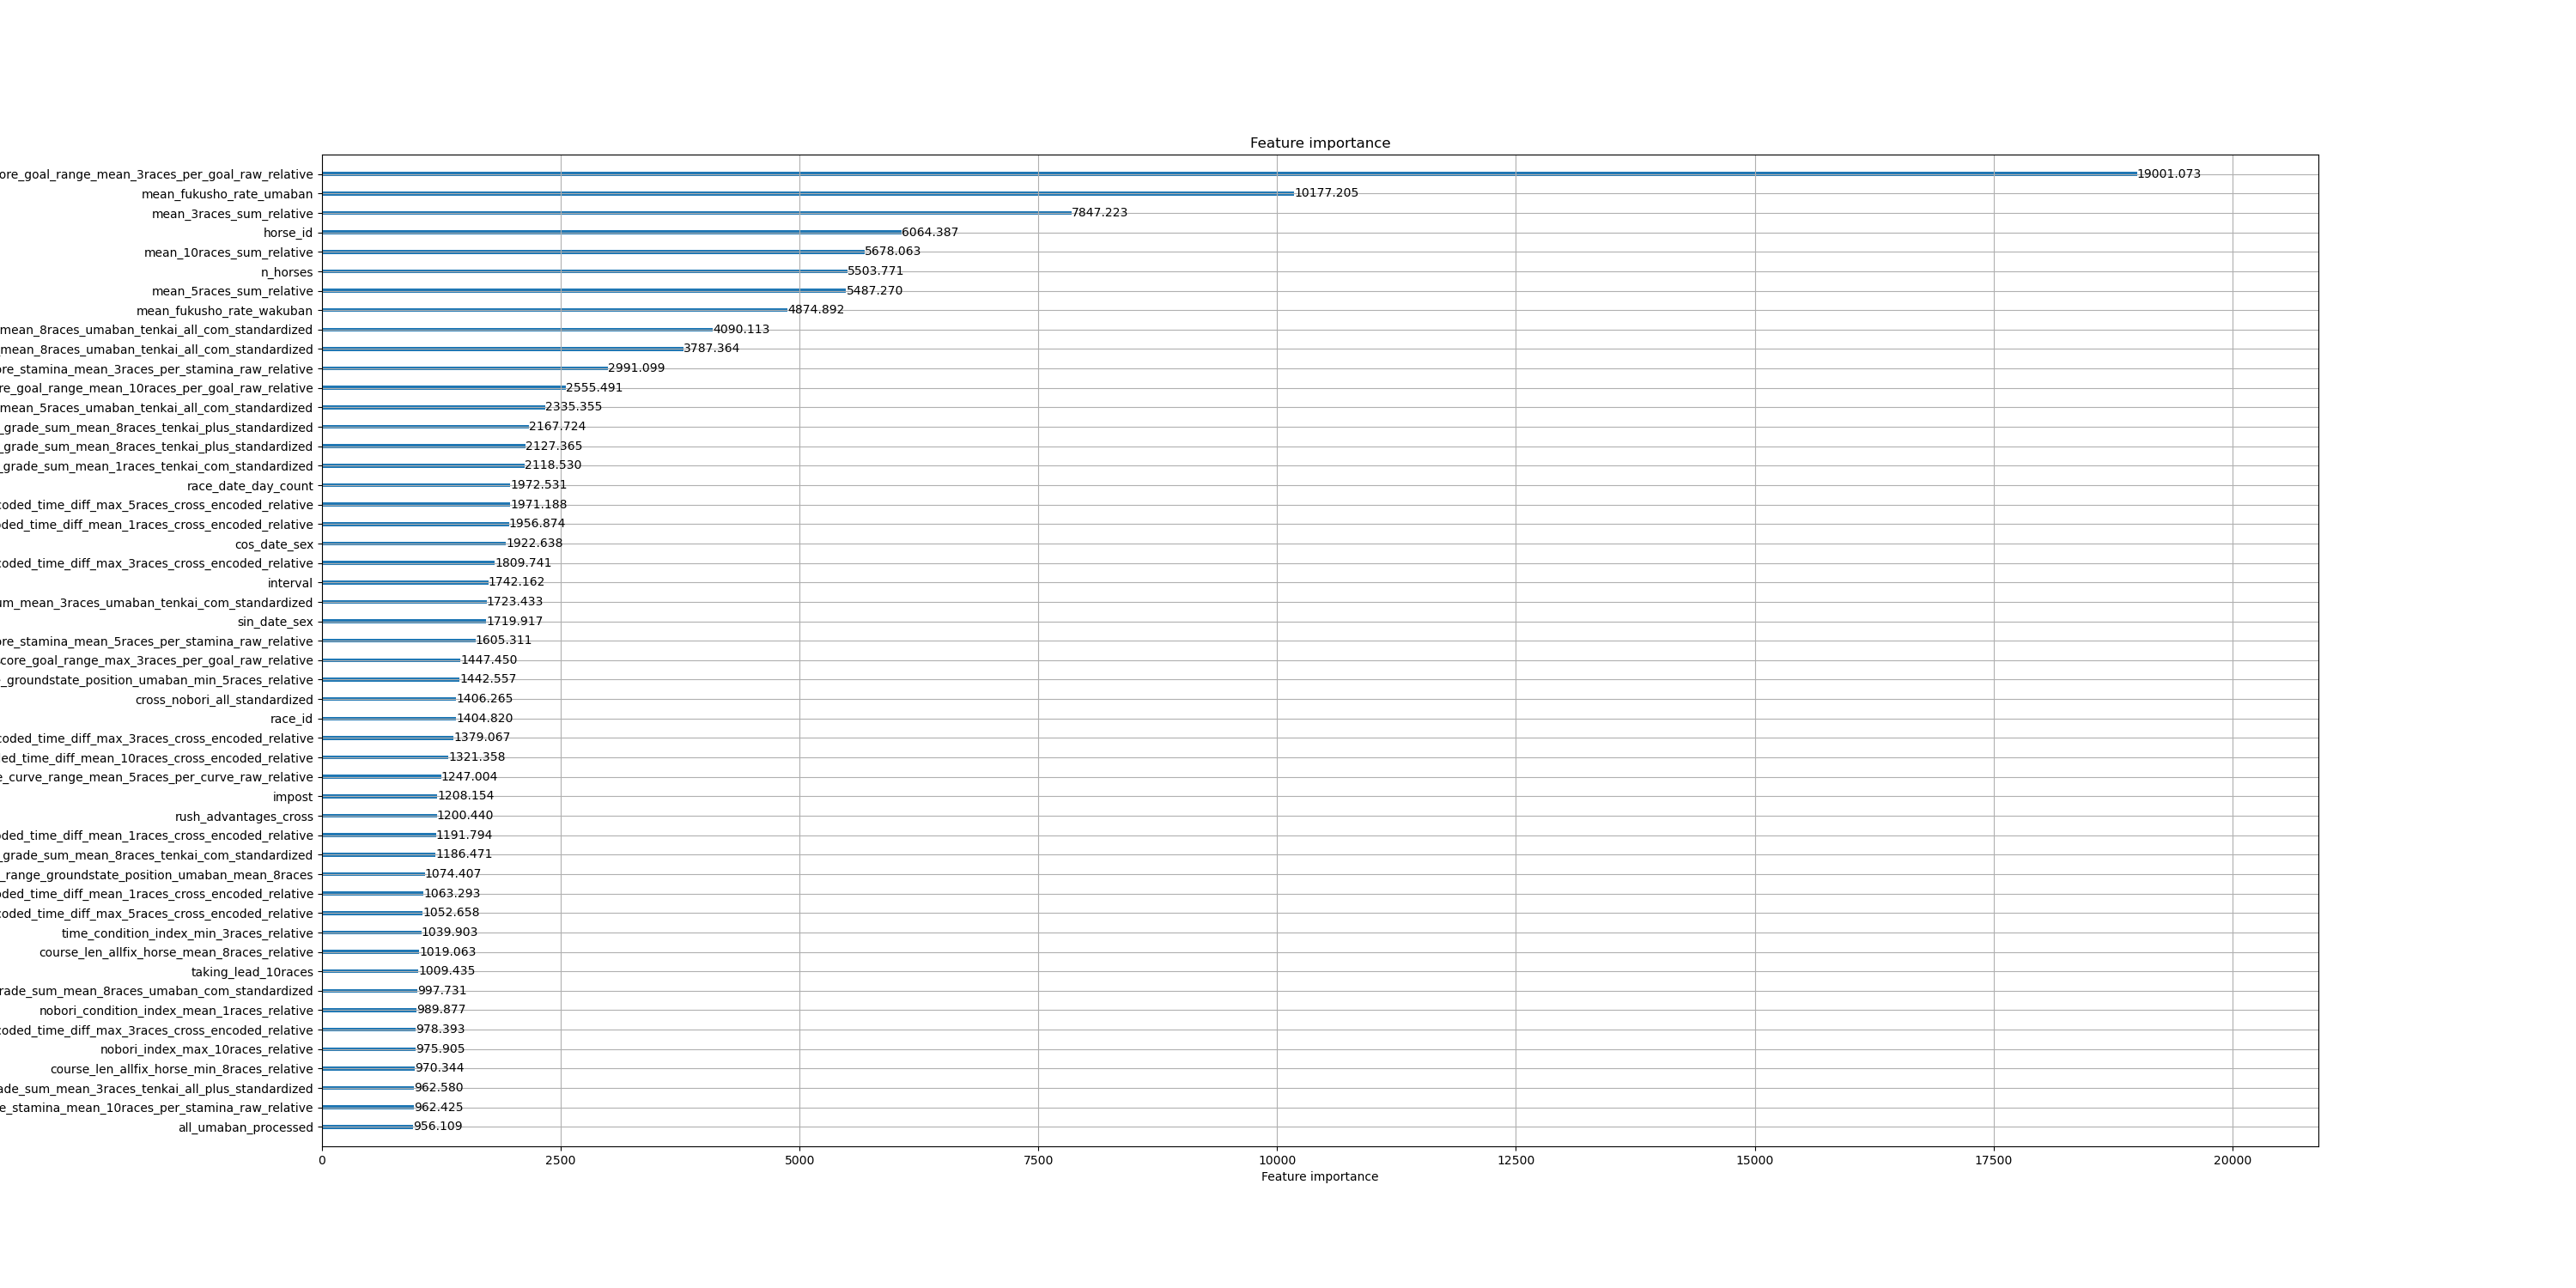 Feature importance
ore_goal_range_mean_3races_per_goal_raw_relative 19001.073
mean_fukusho_rate_umaban 10177.205
mean_3races_sum_relative 7847.223
horse_id 6064.387
mean_10races_sum_relative 5678.063
n_horses 5503.771
mean_5races_sum_relative 5487.270
mean_fukusho_rate_wakuban 4874.892
mean_8races_umaban_tenkai_all_com_standardized 4090.113
mean_8races_umaban_tenkai_all_com_standardized 3787.364
ore_stamina_mean_3races_per_stamina_raw_relative 2991.099
re_goal_range_mean_10races_per_goal_raw_relative 2555.491
mean_5races_umaban_tenkai_all_com_standardized 2335.355
_grade_sum_mean_8races_tenkai_plus_standardized 2167.724
_grade_sum_mean_8races_tenkai_plus_standardized 2127.365
_grade_sum_mean_1races_tenkai_com_standardized 2118.530
race_date_day_count 1972.531
coded_time_diff_max_5races_cross_encoded_relative 1971.188
oded_time_diff_mean_1races_cross_encoded_relative 1956.874
cos_date_sex 1922.638
coded_time_diff_max_3races_cross_encoded_relative 1809.741
interval 1742.162
um_mean_3races_umaban_tenkai_com_standardized 1723.433
sin_date_sex 1719.917
ore_stamina_mean_5races_per_stamina_raw_relative 1605.311
core_goal_range_max_3races_per_goal_raw_relative 1447.450
_groundstate_position_umaban_min_5races_relative 1442.557
cross_nobori_all_standardized 1406.265
race_id 1404.820
coded_time_diff_max_3races_cross_encoded_relative 1379.067
ed_time_diff_mean_10races_cross_encoded_relative 1321.358
e_curve_range_mean_5races_per_curve_raw_relative 1247.004
impost 1208.154
rush_advantages_cross 1200.440
oded_time_diff_mean_1races_cross_encoded_relative 1191.794
_grade_sum_mean_8races_tenkai_com_standardized 1186.471
_range_groundstate_position_umaban_mean_8races 1074.407
oded_time_diff_mean_1races_cross_encoded_relative 1063.293
coded_time_diff_max_5races_cross_encoded_relative 1052.658
time_condition_index_min_3races_relative 1039.903
course_len_allfix_horse_mean_8races_relative 1019.063
taking_lead_10races 1009.435
rade_sum_mean_8races_umaban_com_standardized 997.731
nobori_condition_index_mean_1races_relative 989.877
coded_time_diff_max_3races_cross_encoded_relative 978.393
nobori_index_max_10races_relative 975.905
course_len_allfix_horse_min_8races_relative 970.344
ade_sum_mean_3races_tenkai_all_plus_standardized 962.580
e_stamina_mean_10races_per_stamina_raw_relative 962.425
all_umaban_processed 956.109
0 2500 5000 7500 10000 12500 15000 17500 20000
Feature importance